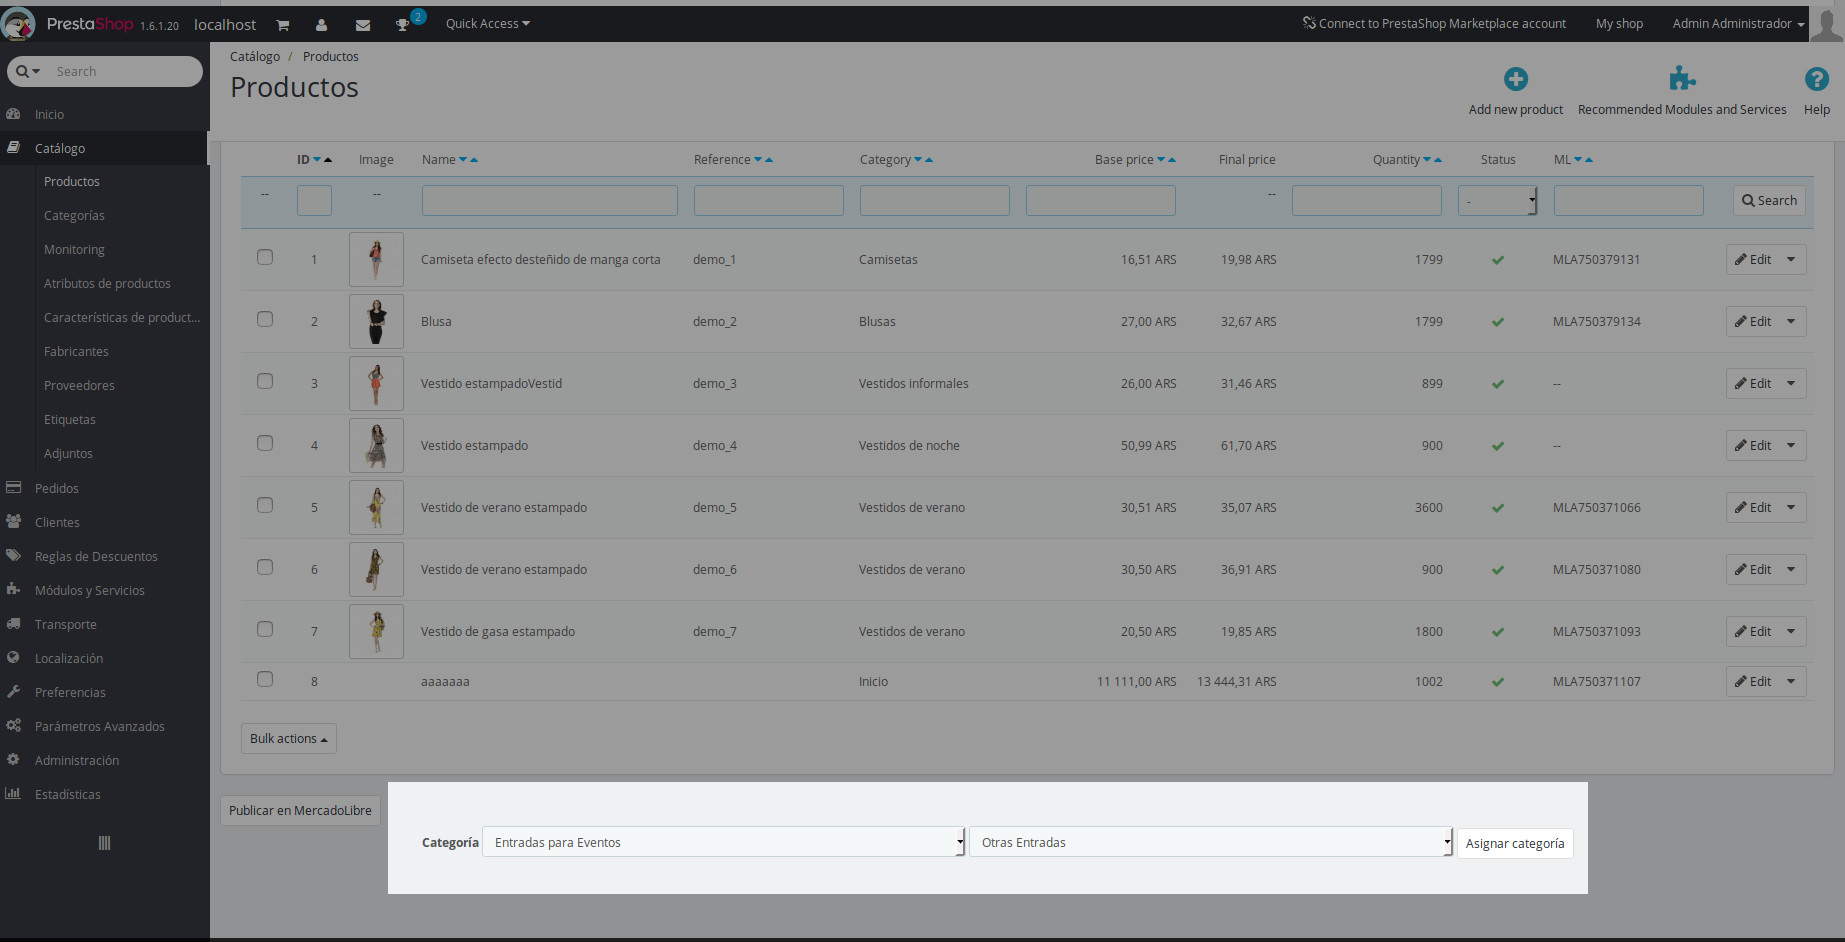 PrestaShop 1.6.1.20 localhost 2 Quick Access Connect to PrestaShop Marketplace account My shop Admin Administrador
Search
Inicio
Catálogo
Productos
Categorías
Monitoring
Atributos de productos
Características de product...
Fabricantes
Proveedores
Etiquetas
Adjuntos
Pedidos
Clientes
Reglas de Descuentos
Módulos y Servicios
Transporte
Localización
Preferencias
Parámetros Avanzados
Administración
Estadísticas
Catálogo / Productos
Productos
Add new product Recommended Modules and Services Help
ID Image Name Reference Category Base price Final price Quantity Status ML
-- -- -- - Search
1 Camiseta efecto desteñido de manga corta demo_1 Camisetas 16,51 ARS 19,98 ARS 1799 MLA750379131 Edit
2 Blusa demo_2 Blusas 27,00 ARS 32,67 ARS 1799 MLA750379134 Edit
3 Vestido estampadoVestid demo_3 Vestidos informales 26,00 ARS 31,46 ARS 899 -- Edit
4 Vestido estampado demo_4 Vestidos de noche 50,99 ARS 61,70 ARS 900 -- Edit
5 Vestido de verano estampado demo_5 Vestidos de verano 30,51 ARS 35,07 ARS 3600 MLA750371066 Edit
6 Vestido de verano estampado demo_6 Vestidos de verano 30,50 ARS 36,91 ARS 900 MLA750371080 Edit
7 Vestido de gasa estampado demo_7 Vestidos de verano 20,50 ARS 19,85 ARS 1800 MLA750371093 Edit
8 aaaaaaa Inicio 11 111,00 ARS 13 444,31 ARS 1002 MLA750371107 Edit
Bulk actions
Publicar en MercadoLibre
Categoría Entradas para Eventos Otras Entradas Asignar categoría